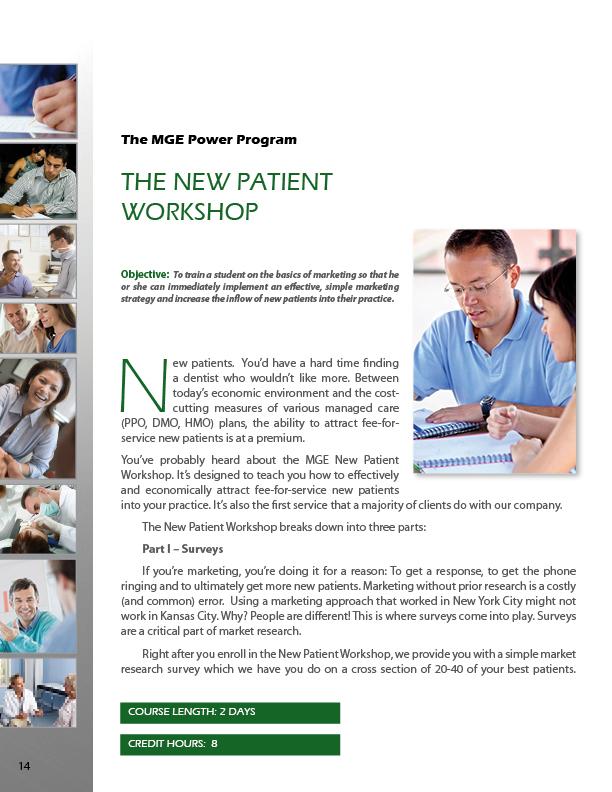 The MGE Power Program
THE NEW PATIENT
WORKSHOP
Objective: To train a student on the basics of marketing so that he
or she can immediately implement an effective, simple marketing
strategy and increase the inflow of new patients into their practice.
New patients. You'd have a hard time finding
a dentist who wouldn't like more. Between
today's economic environment and the cost-
cutting measures of various managed care
(PPO, DMO, HMO) plans, the ability to attract fee-for-
service new patients is at a premium.
You've probably heard about the MGE New Patient
Workshop. It's designed to teach you how to effectively
and economically attract fee-for-service new patients
into your practice. It's also the first service that a majority of clients do with our company.
The New Patient Workshop breaks down into three parts:
Part I – Surveys
If you're marketing, you're doing it for a reason: To get a response, to get the phone
ringing and to ultimately get more new patients. Marketing without prior research is a costly
(and common) error. Using a marketing approach that worked in New York City might not
work in Kansas City. Why? People are different! This is where surveys come into play. Surveys
are a critical part of market research.
Right after you enroll in the New Patient Workshop, we provide you with a simple market
research survey which we have you do on a cross section of 20-40 of your best patients.
COURSE LENGTH: 2 DAYS
CREDIT HOURS: 8
14